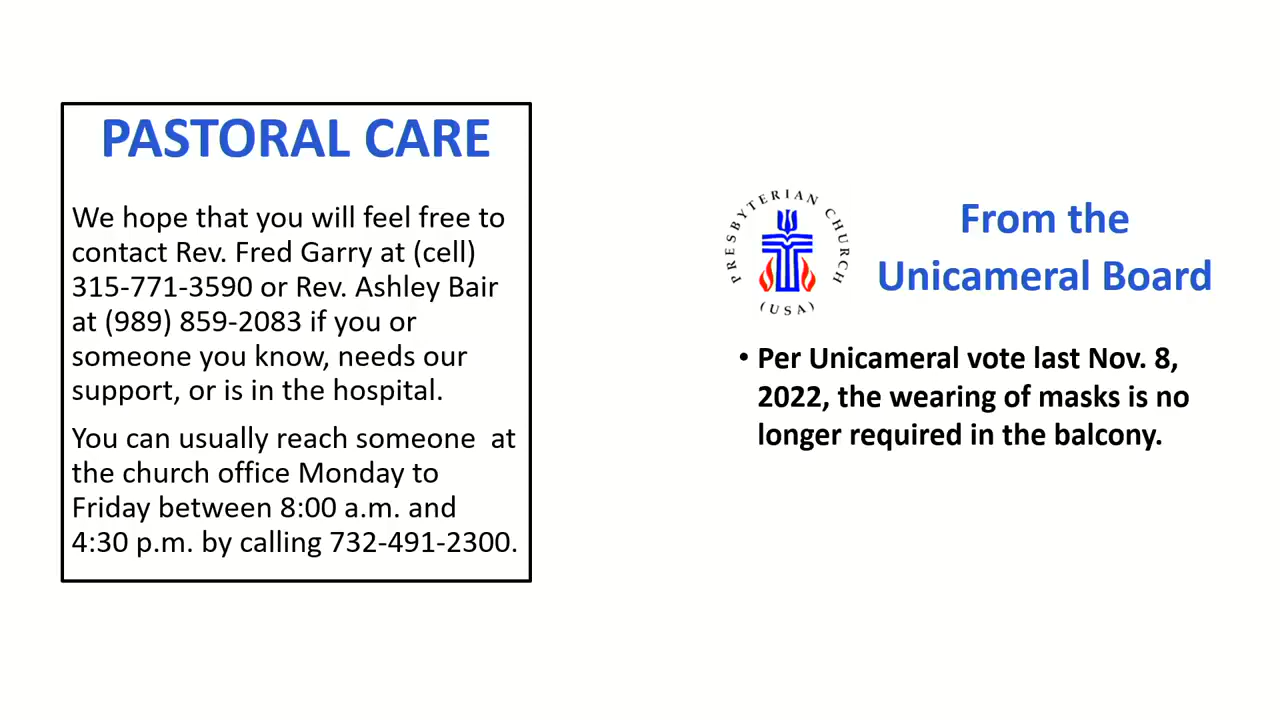 PASTORAL CARE
We hope that you will feel free to
contact Rev. Fred Garry at (cell)
315-771-3590 or Rev. Ashley Bair
at (989) 859-2083 if you or
someone you know, needs our
support, or is in the hospital.
You can usually reach someone  at
the church office Monday to
Friday between 8:00 a.m. and
4:30 p.m. by calling 732-491-2300.
PRESBYTERIAN CHURCH
(USA)
From the
Unicameral Board
• Per Unicameral vote last Nov. 8,
2022, the wearing of masks is no
longer required in the balcony.